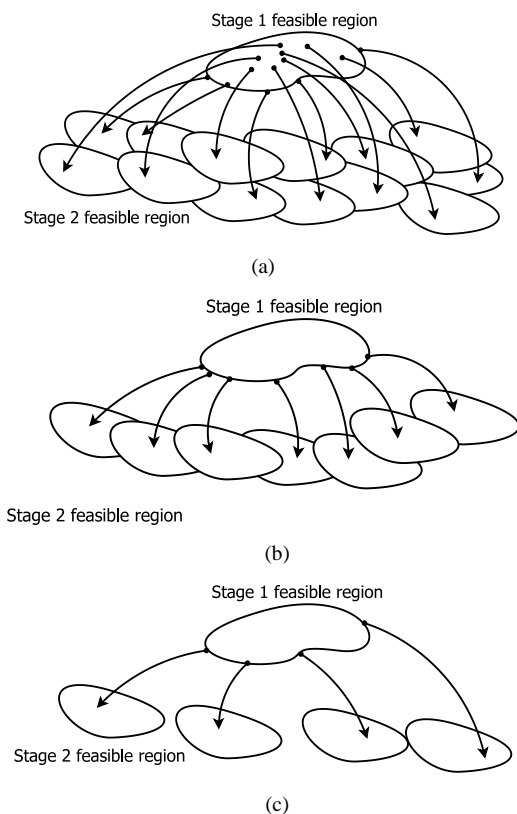 Stage 1 feasible region
Stage 2 feasible region
(a)
Stage 1 feasible region
Stage 2 feasible region
(b)
Stage 1 feasible region
Stage 2 feasible region
(c)